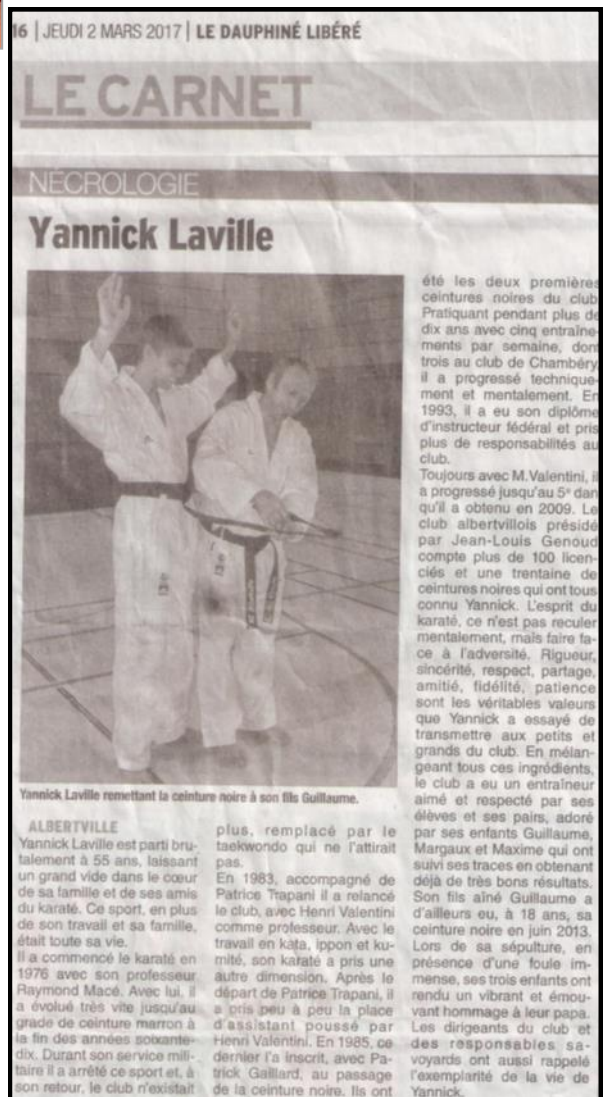 16 | JEUDI 2 MARS 2017 | LE DAUPHINÉ LIBÉRÉ
LE CARNET
NÉCROLOGIE
Yannick Laville
Yannick Laville remettant la ceinture noire à son fils Guillaume.
ALBERTVILLE
Yannick Laville est parti bru-
talement à 55 ans, laissant
un grand vide dans le cœur
de sa famille et de ses amis
du karaté. Ce sport, en plus
de son travail et sa famille,
était toute sa vie.
Il a commencé le karaté en
1976 avec son professeur
Raymond Macé. Avec lui, il
a évolué très vite jusqu'au
grade de ceinture marron à
la fin des années soixante-
dix. Durant son service mili-
taire il a arrêté ce sport et, à
son retour, le club n'existait
plus, remplacé par le
taekwondo qui ne l'attirait
pas.
En 1983, accompagné de
Patrice Trapani il a relancé
le club, avec Henri Valentini
comme professeur. Avec le
travail en kata, ippon et ku-
mité, son karaté a pris une
autre dimension. Après le
départ de Patrice Trapani, il
a pris peu à peu la place
d'assistant poussé par
Henri Valentini. En 1985, ce
dernier l'a inscrit, avec Pa-
trick Gaillard, au passage
de la ceinture noire. Ils ont
été les deux premières
ceintures noires du club
Pratiquant pendant plus de
dix ans avec cinq entraîne-
ments par semaine, dont
trois au club de Chambéry,
il a progressé technique-
ment et mentalement. En
1993, il a eu son diplôme
d'instructeur fédéral et pris
plus de responsabilités au
club.
Toujours avec M.Valentini, il
a progressé jusqu'au 5e dan
qu'il a obtenu en 2009. Le
club albertvillois présidé
par Jean-Louis Genoud
compte plus de 100 licen-
ciés et une trentaine de
ceintures noires qui ont tous
connu Yannick. L'esprit du
karaté, ce n'est pas reculer
mentalement, mais faire fa-
ce à l'adversité. Rigueur,
sincérité, respect, partage,
amitié, fidélité, patience
sont les véritables valeurs
que Yannick a essayé de
transmettre aux petits et
grands du club. En mélan-
geant tous ces ingrédients,
le club a eu un entraîneur
aimé et respecté par ses
élèves et ses pairs, adoré
par ses enfants Guillaume,
Margaux et Maxime qui ont
suivi ses traces en obtenant
déjà de très bons résultats.
Son fils aîné Guillaume a
d'ailleurs eu, à 18 ans, sa
ceinture noire en juin 2013.
Lors de sa sépulture, en
présence d'une foule im-
mense, ses trois enfants ont
rendu un vibrant et émou-
vant hommage à leur papa.
Les dirigeants du club et
des responsables sa-
voyards ont aussi rappelé
l'exemplarité de la vie de
Yannick.